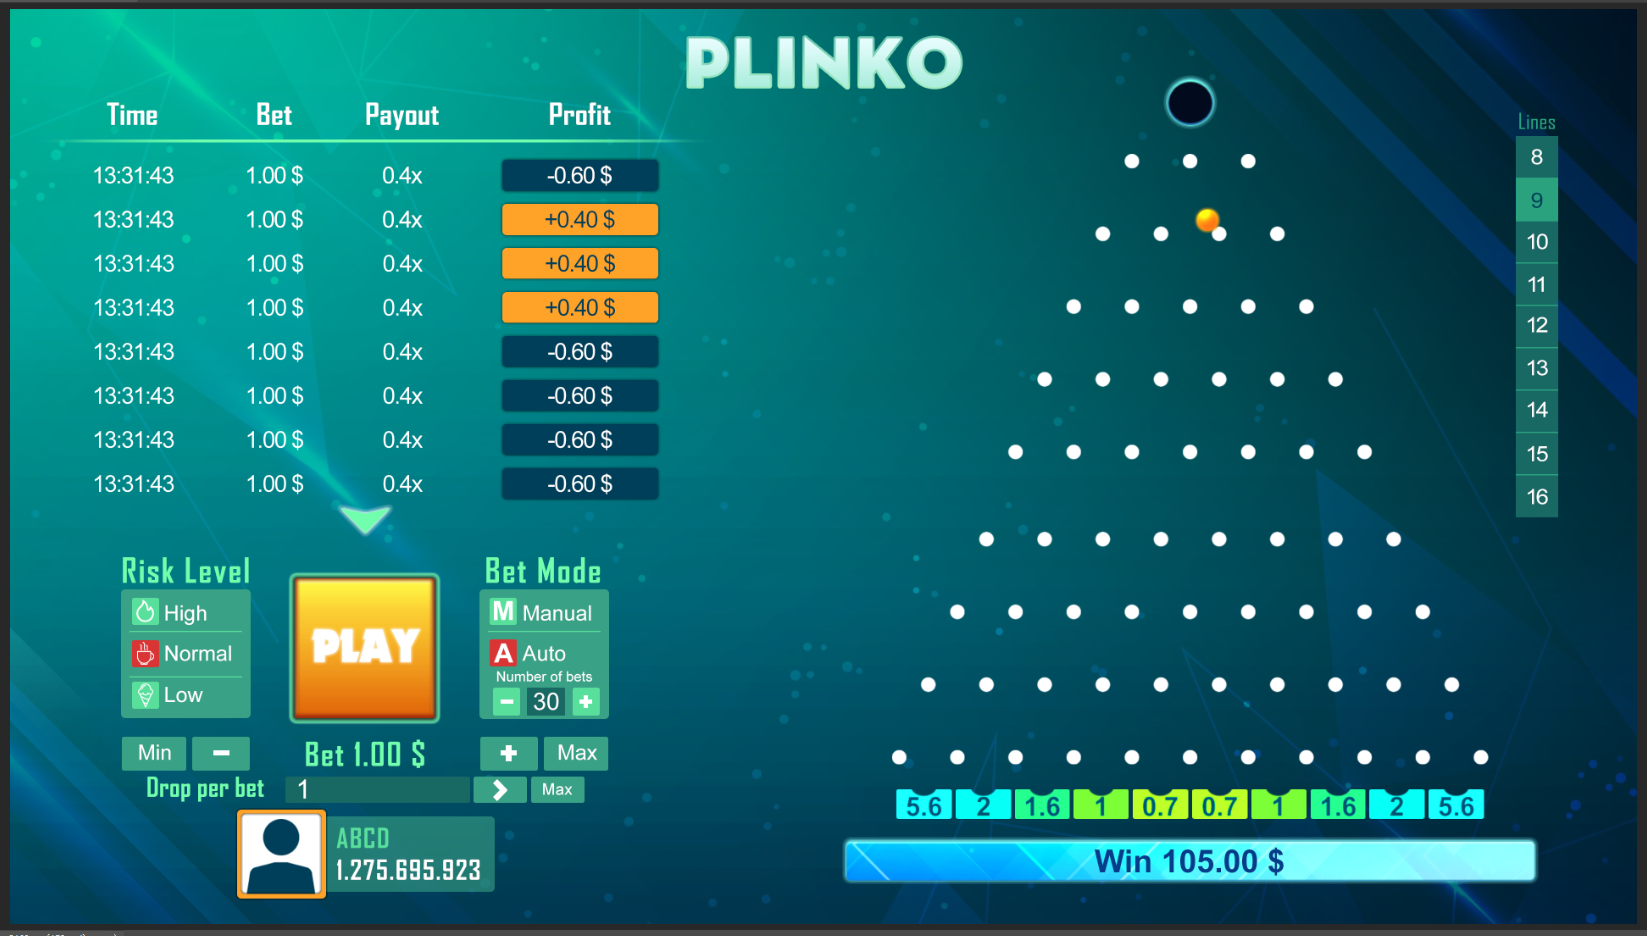 PLINKO
Time Bet Payout Profit
13:31:43 1.00 $ 0.4x -0.60 $
13:31:43 1.00 $ 0.4x +0.40 $
13:31:43 1.00 $ 0.4x +0.40 $
13:31:43 1.00 $ 0.4x +0.40 $
13:31:43 1.00 $ 0.4x -0.60 $
13:31:43 1.00 $ 0.4x -0.60 $
13:31:43 1.00 $ 0.4x -0.60 $
13:31:43 1.00 $ 0.4x -0.60 $
Risk Level
High
Normal
Low
PLAY
Bet Mode
M Manual
A Auto
Number of bets
- 30 +
Min - Bet 1.00 $ + Max
Drop per bet 1 Max
ABCD
1.275.695.923
Lines
8
9
10
11
12
13
14
15
16
5.6 2 1.6 1 0.7 0.7 1 1.6 2 5.6
Win 105.00 $